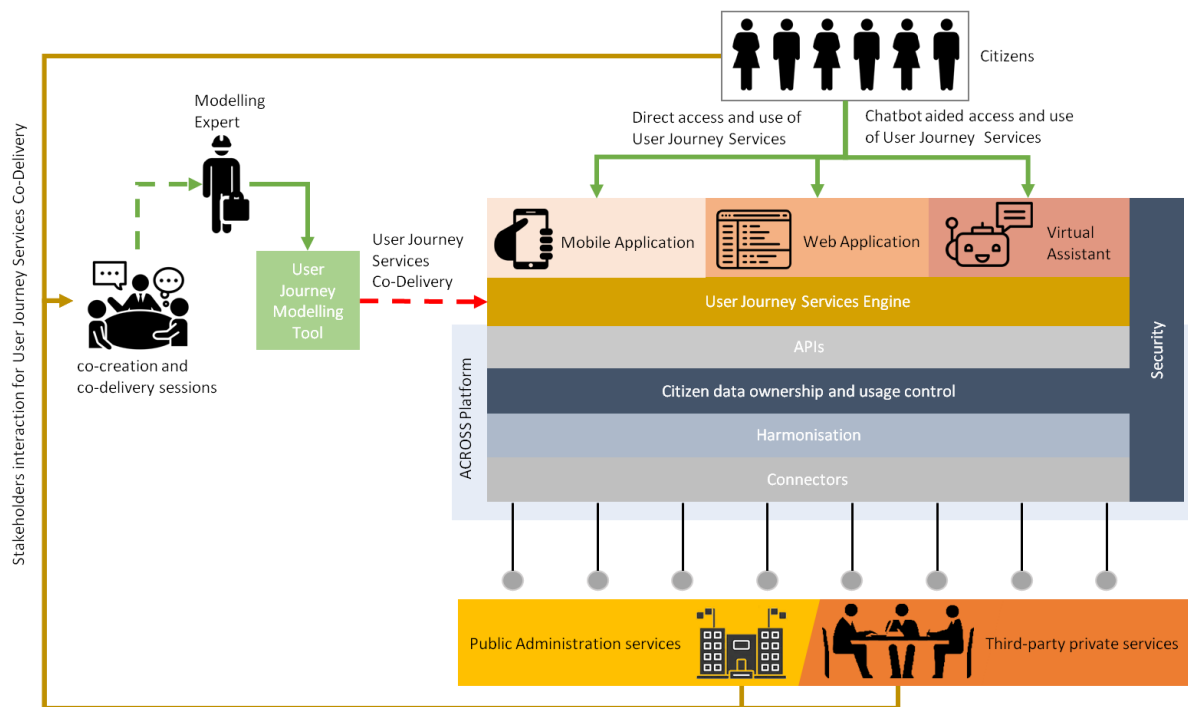 Citizens
Modelling
Expert
Direct access and use of
User Journey Services
Chatbot aided access and use
of User Journey Services
Stakeholders interaction for User Journey Services Co-Delivery
Mobile Application
Web Application
Virtual
Assistant
User Journey
Services
Co-Delivery
User
Journey
Modelling
Tool
User Journey Services Engine
Security
APIs
co-creation and
co-delivery sessions
ACROSS Platform
Citizen data ownership and usage control
Harmonisation
Connectors
Public Administration services
Third-party private services